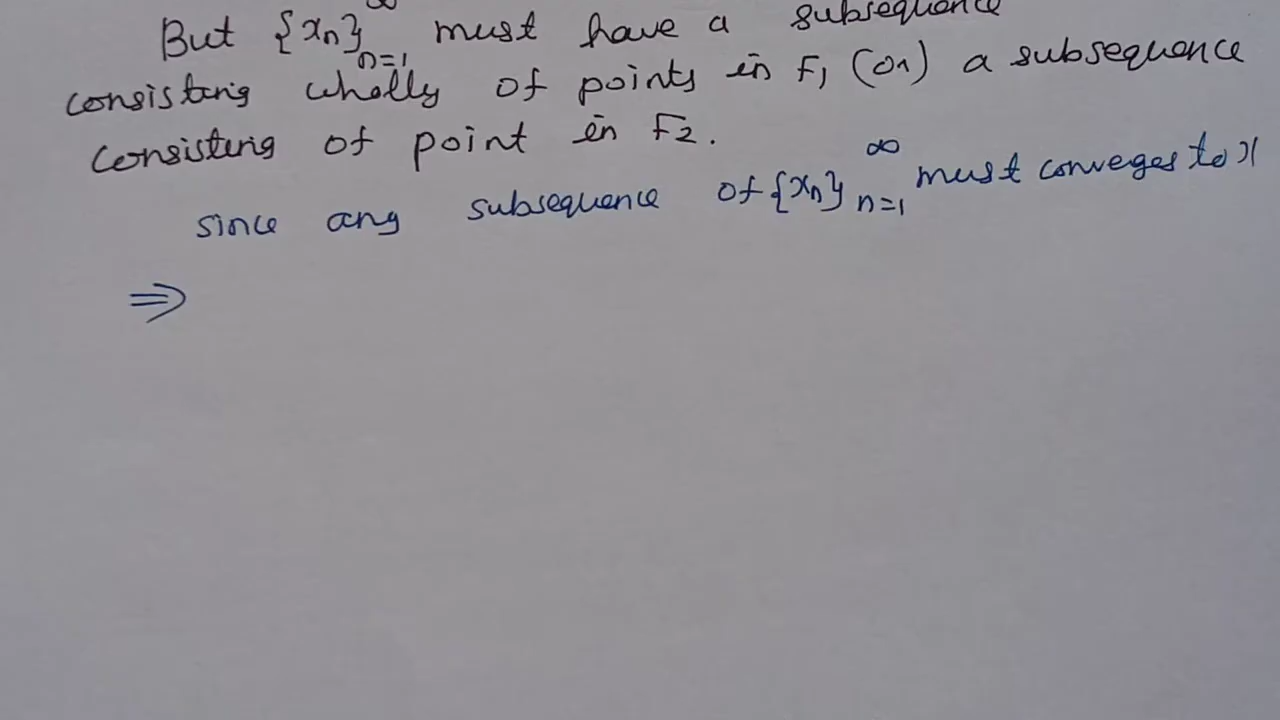 But {xn}∞n=1 must have a subsequence
consisting wholly of points in F1 (or) a subsequence
consisting of point in F2.
since any subsequence of {xn}∞n=1 must conveges to x
⇒